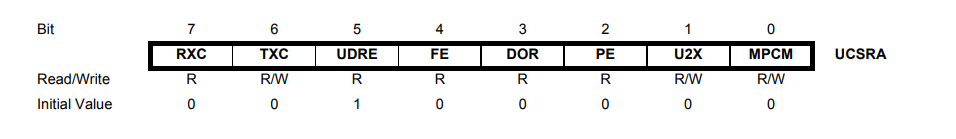 Bit 7 6 5 4 3 2 1 0
RXC TXC UDRE FE DOR PE U2X MPCM UCSRA
Read/Write R R/W R R R R R/W R/W
Initial Value 0 0 1 0 0 0 0 0